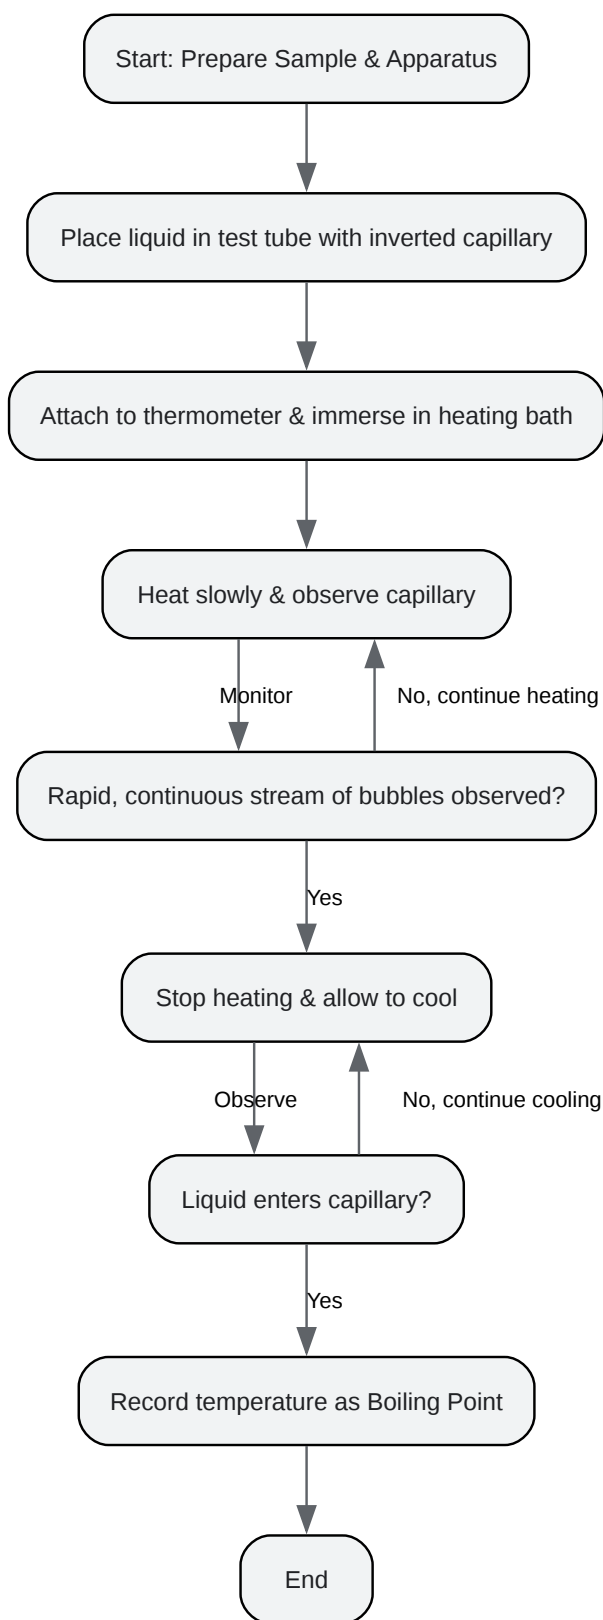 Start: Prepare Sample & Apparatus
Place liquid in test tube with inverted capillary
Attach to thermometer & immerse in heating bath
Heat slowly & observe capillary
Monitor
No, continue heating
Rapid, continuous stream of bubbles observed?
Yes
Stop heating & allow to cool
Observe
No, continue cooling
Liquid enters capillary?
Yes
Record temperature as Boiling Point
End